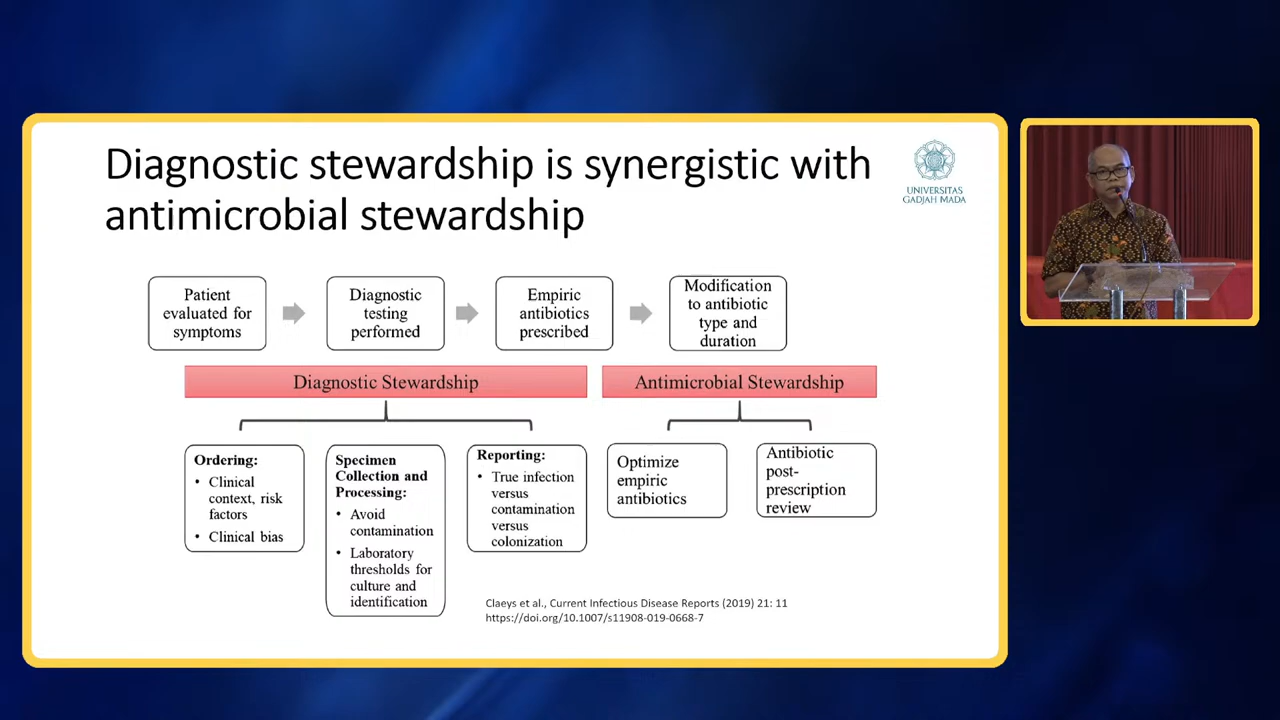 Diagnostic stewardship is synergistic with
antimicrobial stewardship
UNIVERSITAS
GADJAH MADA
Patient
evaluated for
symptoms
Diagnostic
testing
performed
Empiric
antibiotics
prescribed
Modification
to antibiotic
type and
duration
Diagnostic Stewardship
Antimicrobial Stewardship
Ordering:
• Clinical
context, risk
factors
• Clinical bias
Specimen
Collection and
Processing:
• Avoid
contamination
• Laboratory
thresholds for
culture and
identification
Reporting:
• True infection
versus
contamination
versus
colonization
Optimize
empiric
antibiotics
Antibiotic
post-
prescription
review
Claeys et al., Current Infectious Disease Reports (2019) 21: 11
https://doi.org/10.1007/s11908-019-0668-7